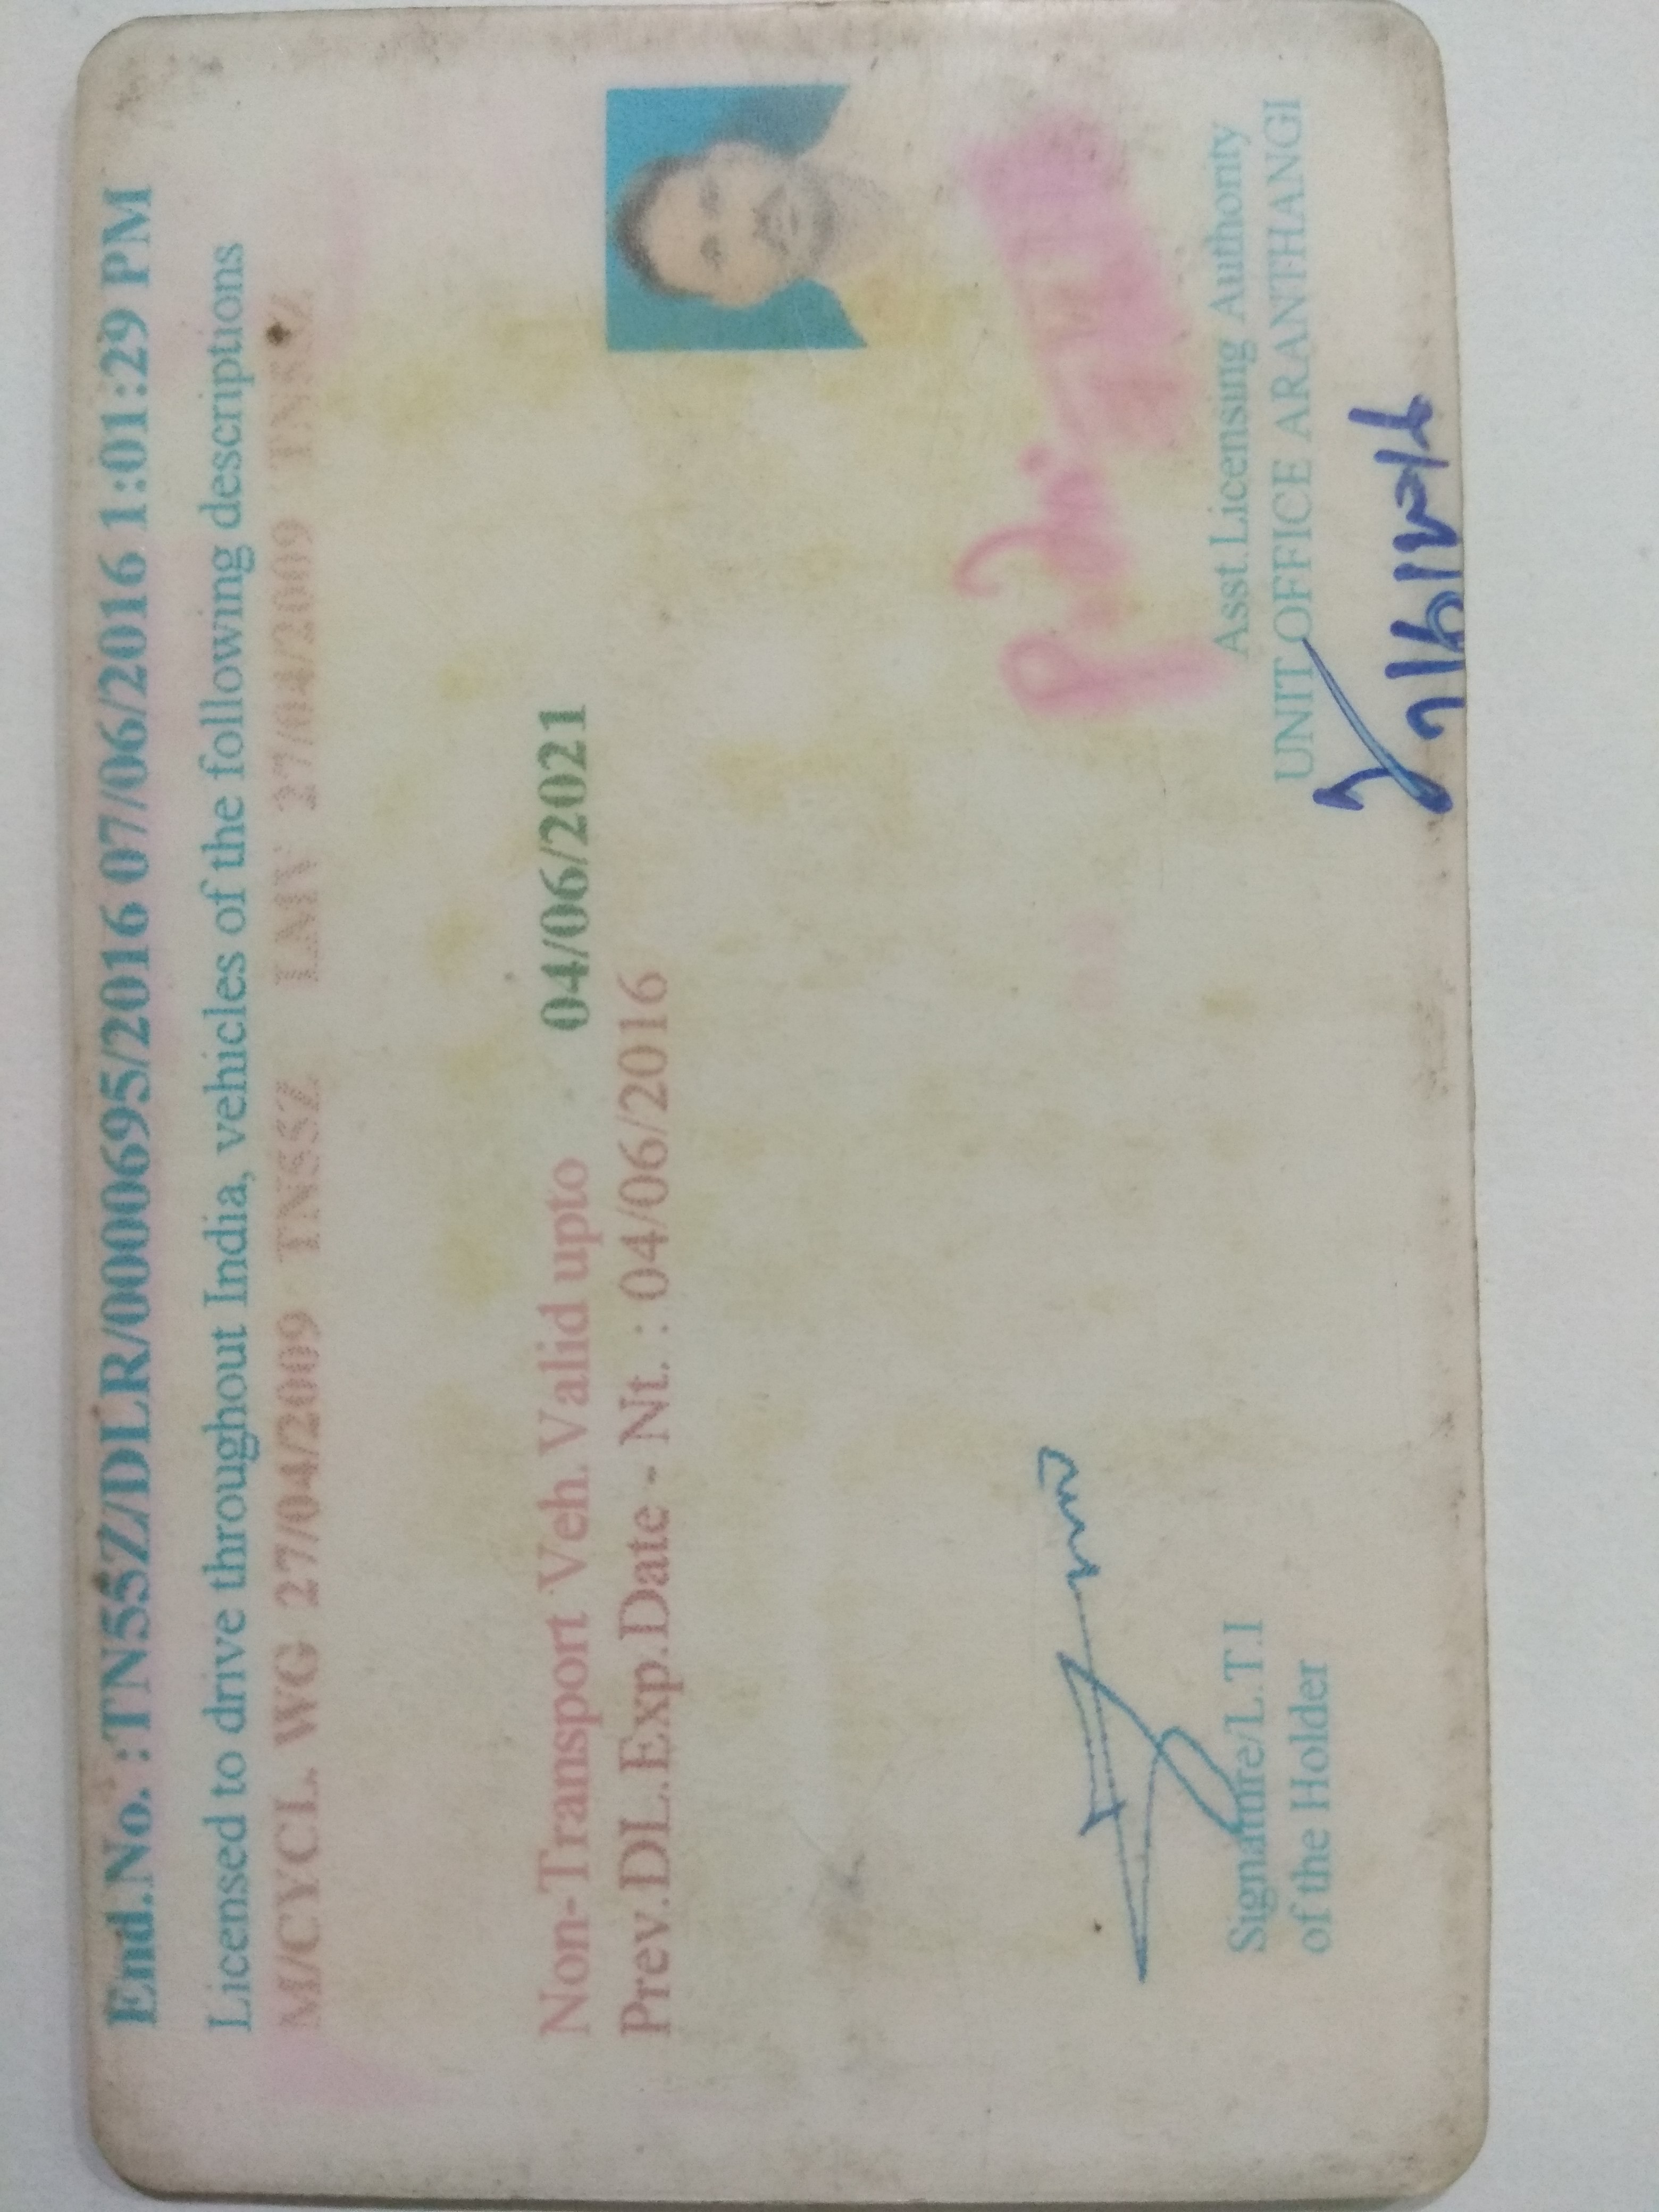 End.No. :TN55Z/DLR/0000695/2016 07/06/2016 1:01:29 PM
Licensed to drive throughout India, vehicles of the following descriptions
M/CYCL. WG 27/04/2009 TN55Z LMV 27/04/2009 TN55Z
Non-Transport Veh. Valid upto 04/06/2021
Prev.DL.Exp.Date - Nt. : 04/06/2016
Signature/L.T.I
of the Holder
Asst.Licensing Authority
UNIT OFFICE ARANTHANGI